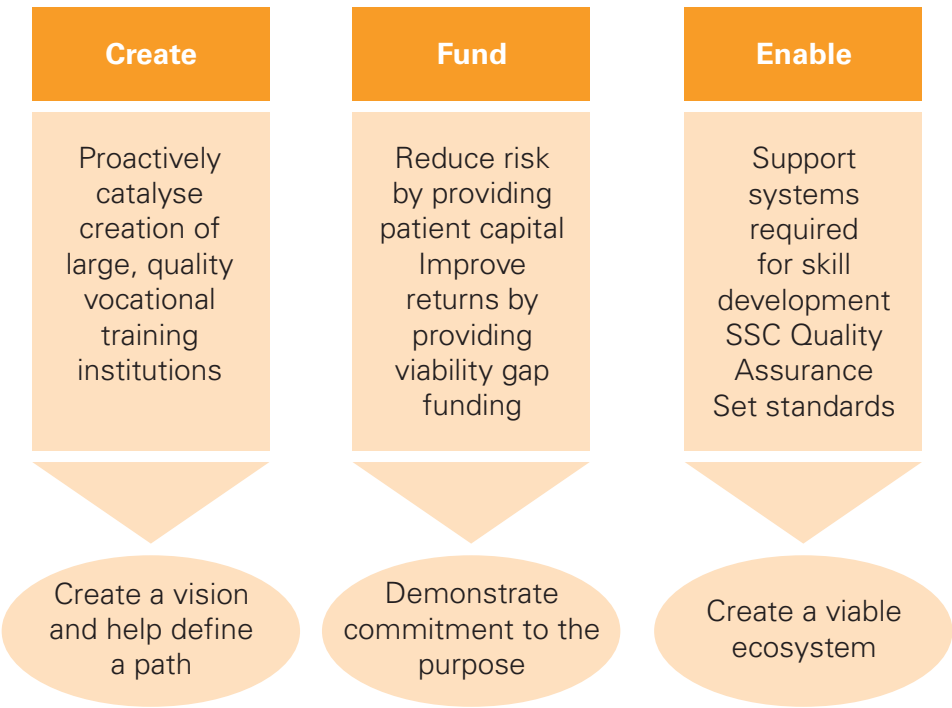 Create
Proactively
catalyse
creation of
large, quality
vocational
training
institutions
Create a vision
and help define
a path
Fund
Reduce risk
by providing
patient capital
Improve
returns by
providing
viability gap
funding
Demonstrate
commitment to the
purpose
Enable
Support
systems
required
for skill
development
SSC Quality
Assurance
Set standards
Create a viable
ecosystem